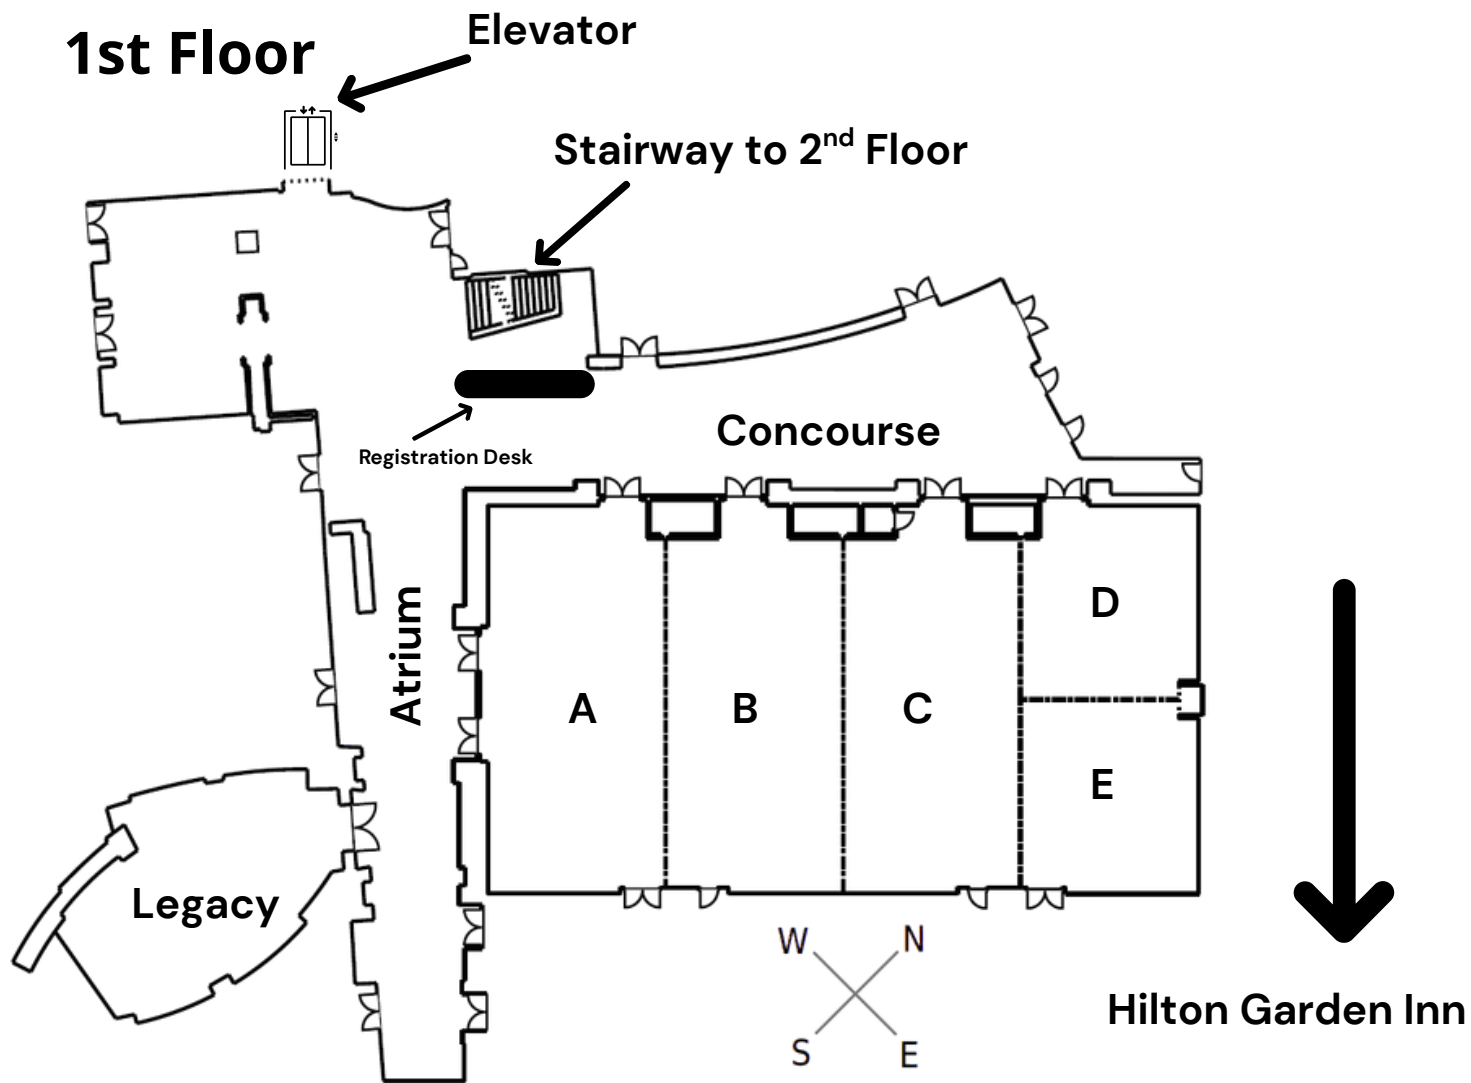 Elevator
1st Floor
Stairway to 2nd Floor
Concourse
Registration Desk
Atrium
D
A
B
C
E
Legacy
W N
S E
Hilton Garden Inn